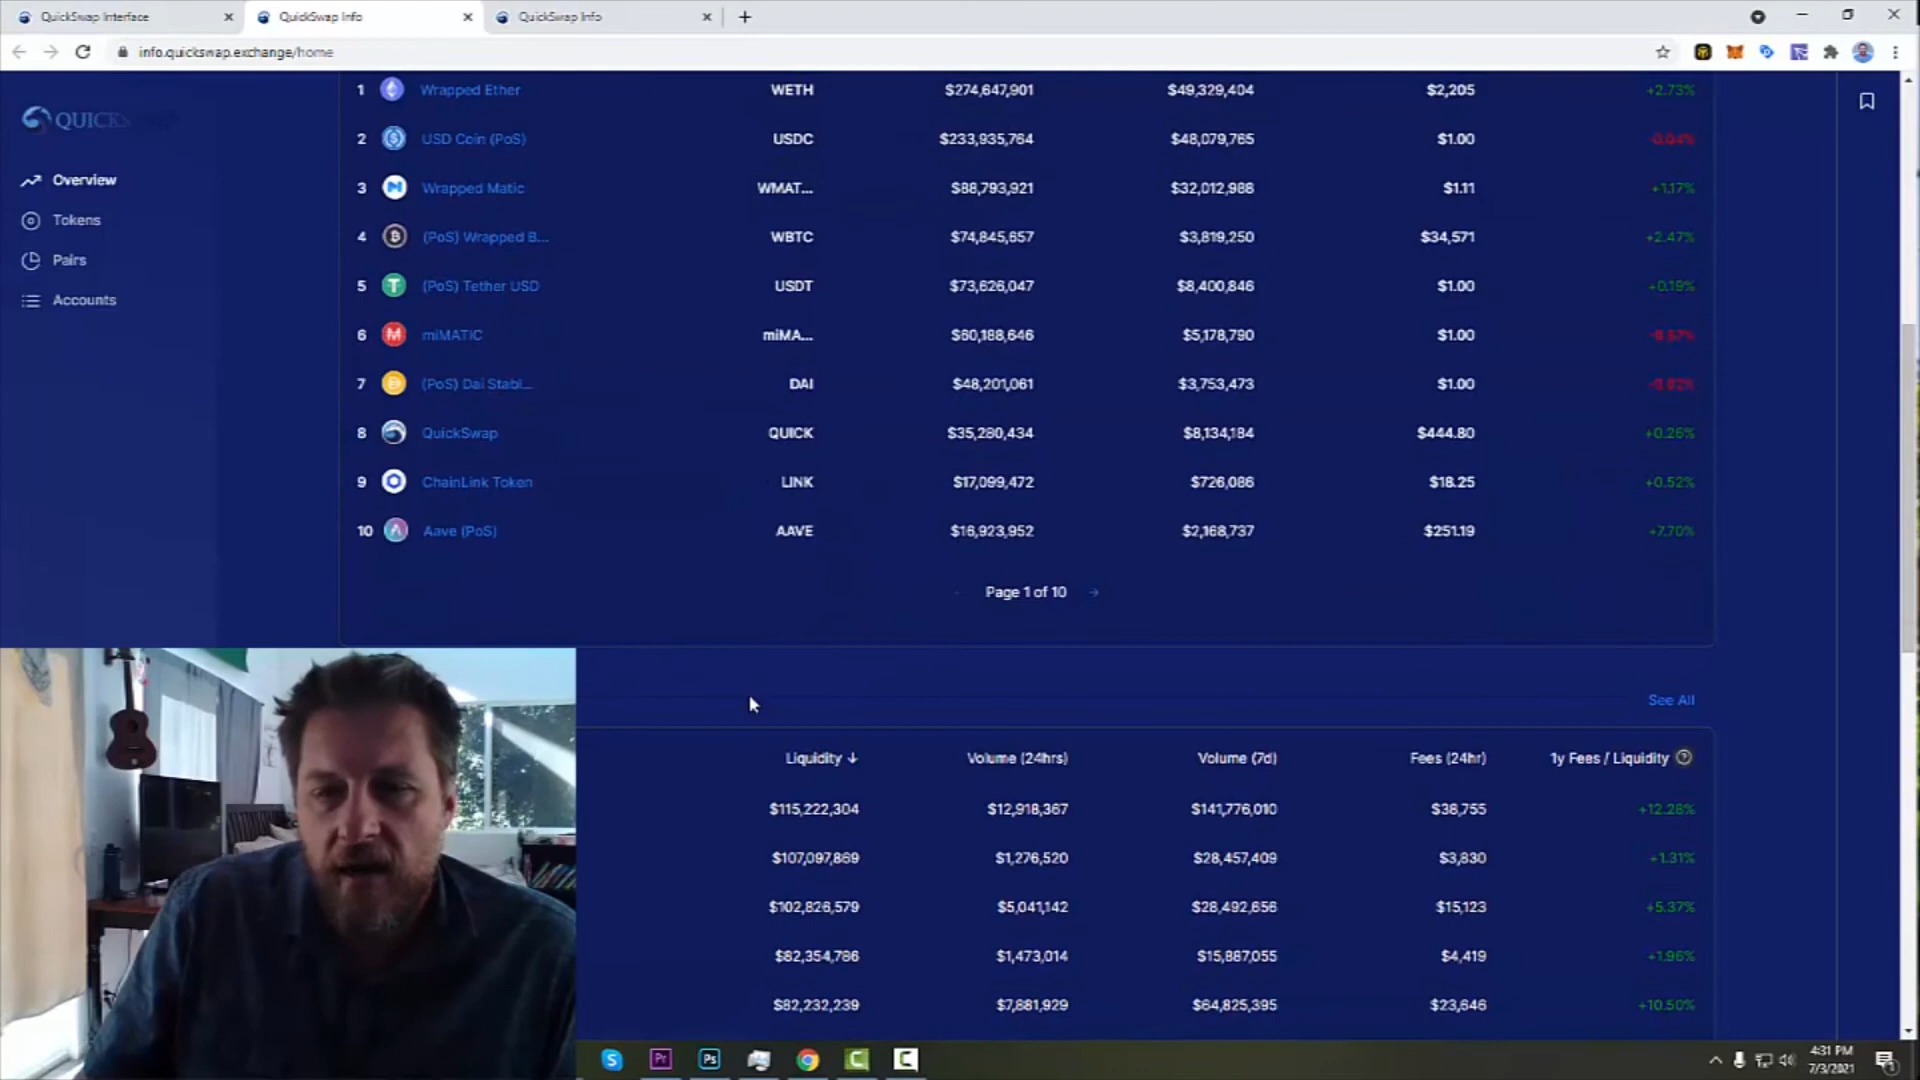 QuickSwap Interface
QuickSwap Info
QuickSwap Info
info.quickswap.exchange/home
QUICKSWAP
Overview
Tokens
Pairs
Accounts
1 Wrapped Ether WETH $274,647,901 $49,329,404 $2,205 +2.73%
2 USD Coin (PoS) USDC $233,935,764 $48,079,765 $1.00 -0.04%
3 Wrapped Matic WMAT... $88,793,921 $32,012,988 $1.11 +1.17%
4 (PoS) Wrapped B... WBTC $74,845,657 $3,819,250 $34,571 +2.47%
5 (PoS) Tether USD USDT $73,626,047 $8,400,846 $1.00 +0.19%
6 miMATIC miMA... $60,188,646 $5,178,790 $1.00
7 (PoS) Dai Stabl... DAI $48,201,061 $3,753,473 $1.00
8 QuickSwap QUICK $35,280,434 $8,134,184 $444.80 +0.26%
9 ChainLink Token LINK $17,099,472 $726,086 $18.25 +0.52%
10 Aave (PoS) AAVE $16,923,952 $2,168,737 $251.19 +7.70%
Page 1 of 10
See All
Liquidity ↓ Volume (24hrs) Volume (7d) Fees (24hr) 1y Fees / Liquidity
$115,222,304 $12,918,367 $141,776,010 $38,755 +12.28%
$107,097,869 $1,276,520 $28,457,409 $3,830 +1.31%
$102,826,579 $5,041,142 $28,492,656 $15,123 +5.37%
$82,354,786 $1,473,014 $15,887,055 $4,419 +1.96%
$82,232,239 $7,881,929 $64,825,395 $23,646 +10.50%
Pr
Ps
4:31 PM
7/3/2021